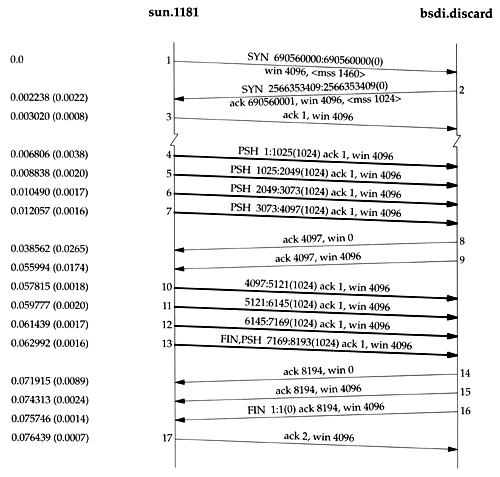 sun.1181 bsdi.discard
0.0 1 SYN 690560000:690560000(0)
win 4096, <mss 1460>
SYN 2566353409:2566353409(0) 2
0.002238 (0.0022) ack 690560001, win 4096, <mss 1024>
0.003020 (0.0008) 3 ack 1, win 4096
0.006806 (0.0038) 4 PSH 1:1025(1024) ack 1, win 4096
0.008838 (0.0020) 5 PSH 1025:2049(1024) ack 1, win 4096
0.010490 (0.0017) 6 PSH 2049:3073(1024) ack 1, win 4096
0.012057 (0.0016) 7 PSH 3073:4097(1024) ack 1, win 4096
0.038562 (0.0265) ack 4097, win 0 8
0.055994 (0.0174) ack 4097, win 4096 9
0.057815 (0.0018) 10 4097:5121(1024) ack 1, win 4096
0.059777 (0.0020) 11 5121:6145(1024) ack 1, win 4096
0.061439 (0.0017) 12 6145:7169(1024) ack 1, win 4096
0.062992 (0.0016) 13 FIN,PSH 7169:8193(1024) ack 1, win 4096
0.071915 (0.0089) ack 8194, win 0 14
0.074313 (0.0024) ack 8194, win 4096 15
0.075746 (0.0014) FIN 1:1(0) ack 8194, win 4096 16
0.076439 (0.0007) 17 ack 2, win 4096